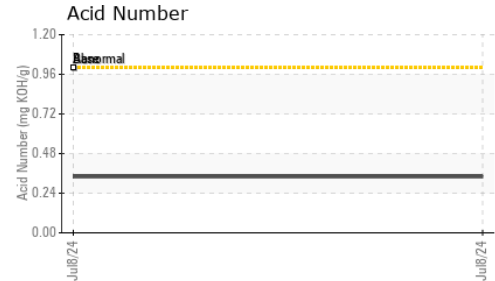 Acid Number
1.20
Abnormal
0.96
0.72
0.48
0.24
0.00
Acid Number (mg KOH/g)
Jul8/24
Jul8/24